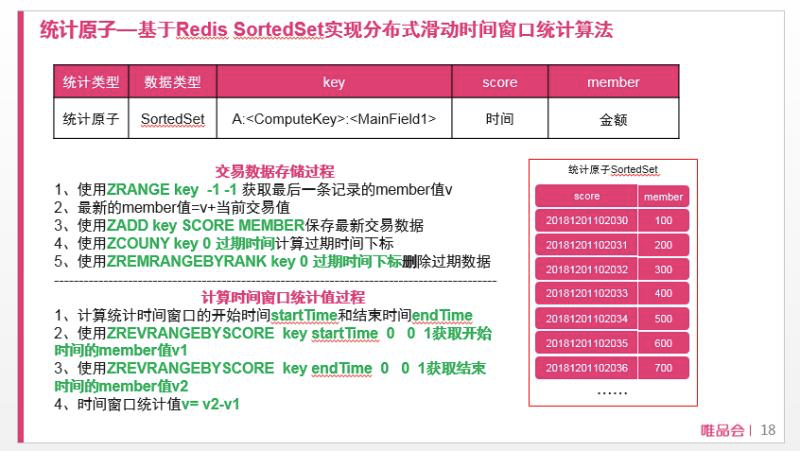 统计原子—基于Redis SortedSet实现分布式滑动时间窗口统计算法
统计类型 数据类型 key score member
统计原子 SortedSet A:<ComputeKey>:<MainField1> 时间 金额
交易数据存储过程
1、使用ZRANGE key -1 -1 获取最后一条记录的member值v
2、最新的member值=v+当前交易值
3、使用ZADD key SCORE MEMBER保存最新交易数据
4、使用ZCOUNY key 0 过期时间计算过期时间下标
5、使用ZREMRANGEBYRANK key 0 过期时间下标删除过期数据
计算时间窗口统计值过程
1、计算统计时间窗口的开始时间startTime和结束时间endTime
2、使用ZREVRANGEBYSCORE key startTime 0 0 1获取开始
时间的member值v1
3、使用ZREVRANGEBYSCORE key endTime 0 0 1获取结束
时间的member值v2
4、时间窗口统计值v= v2-v1
统计原子SortedSet
score member
20181201102030 100
20181201102031 200
20181201102032 300
20181201102033 400
20181201102034 500
20181201102035 600
20181201102036 700
……
唯品会 | 18